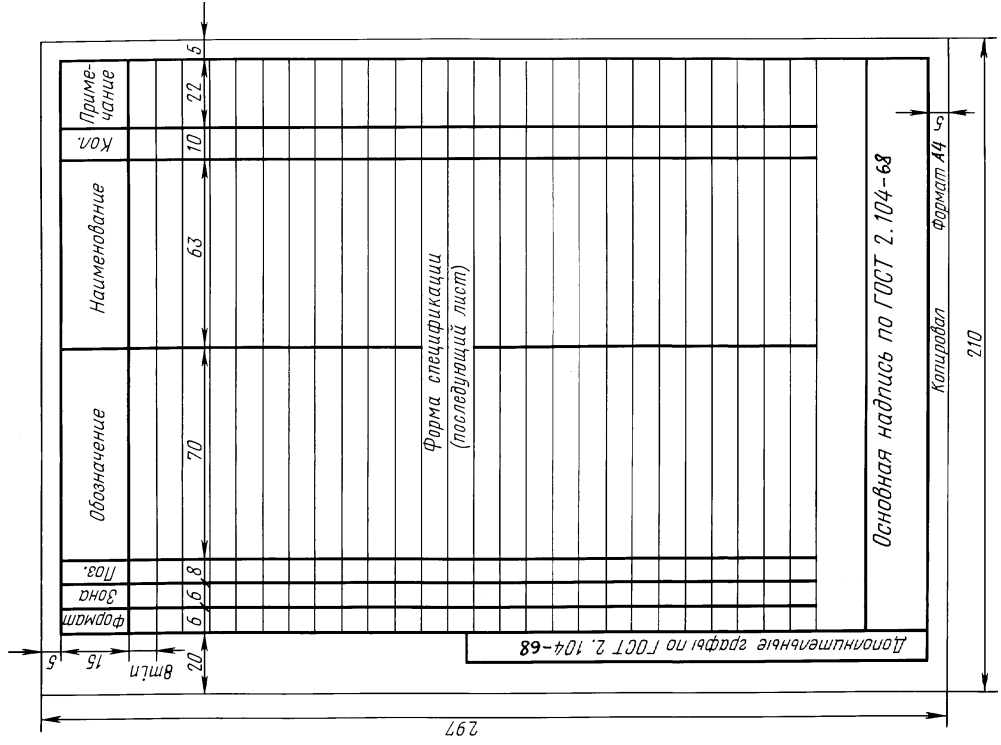 Формат
Зона
Поз.
Обозначение
Наименование
Кол.
Приме-
чание
5
15
8min
20
6
6
8
70
63
10
22
5
Форма спецификации
(последующий лист)
Основная надпись по ГОСТ 2.104-68
Дополнительные графы по ГОСТ 2.104-68
Копировал
Формат А4
5
210
297